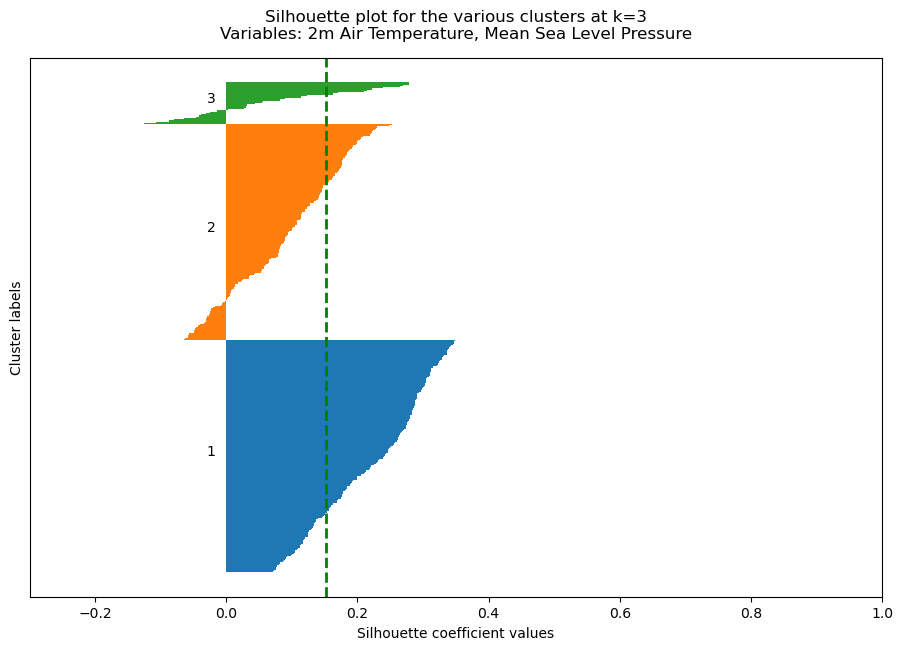 Silhouette plot for the various clusters at k=3
Variables: 2m Air Temperature, Mean Sea Level Pressure
3
2
1
Cluster labels
−0.2 0.0 0.2 0.4 0.6 0.8 1.0
Silhouette coefficient values